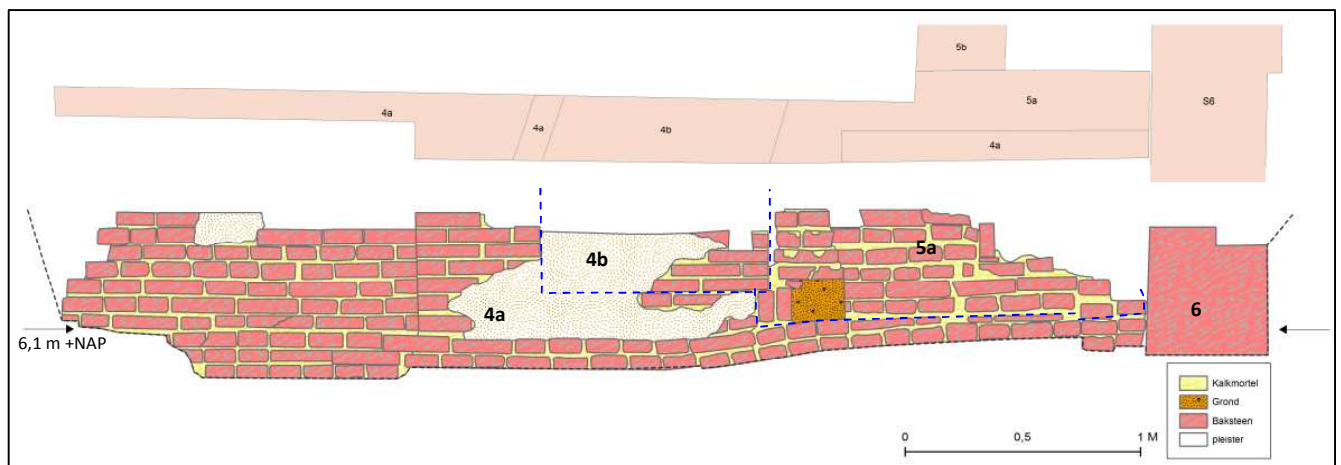 5b
4a
4a
4b
5a
S6
4a
4b
5a
4a
6
6,1 m +NAP
Kalkmortel
Grond
Baksteen
pleister
0 0,5 1 M